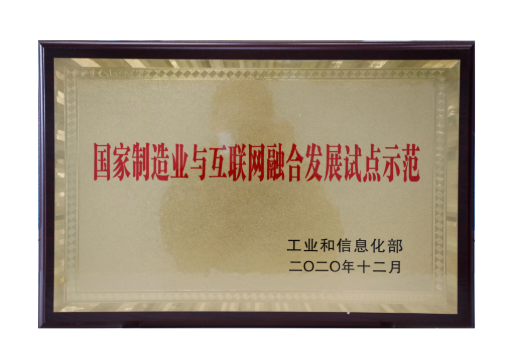 国家制造业与互联网融合发展试点示范
工业和信息化部
二〇二〇年十二月